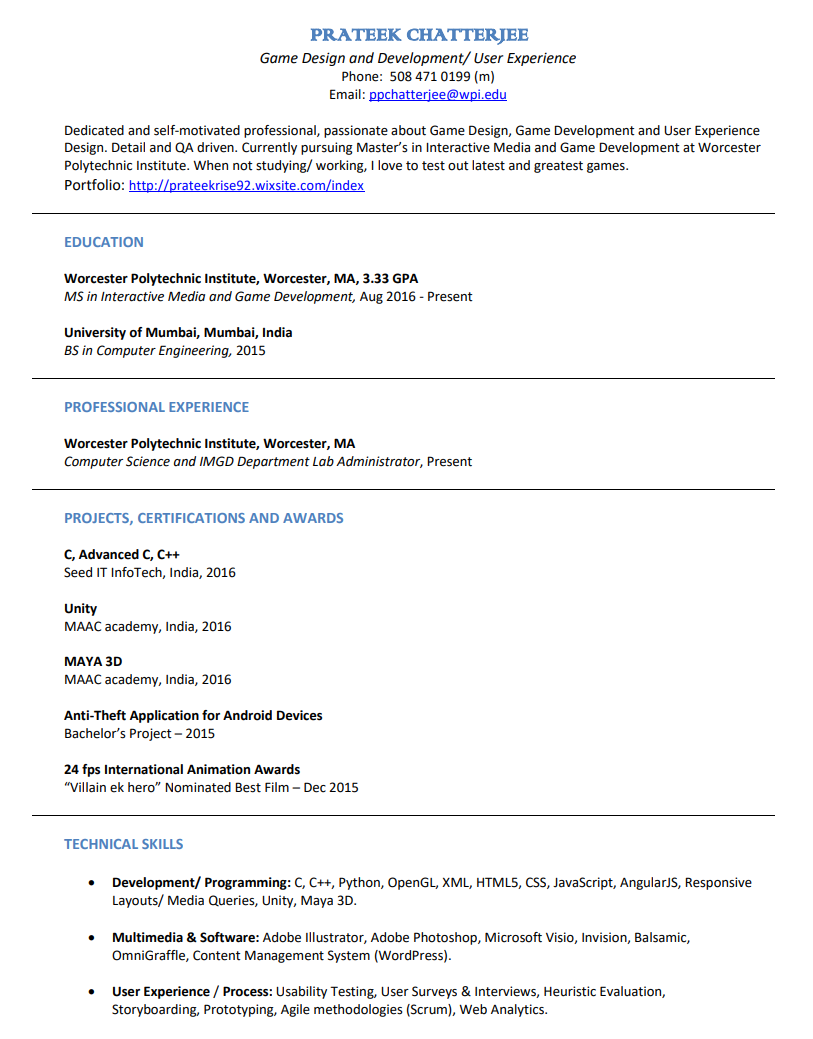 PRATEEK CHATTERJEE
Game Design and Development/ User Experience
Phone:  508 471 0199 (m)
Email: ppchatterjee@wpi.edu
Dedicated and self-motivated professional, passionate about Game Design, Game Development and User Experience
Design. Detail and QA driven. Currently pursuing Master’s in Interactive Media and Game Development at Worcester
Polytechnic Institute. When not studying/ working, I love to test out latest and greatest games.
Portfolio: http://prateekrise92.wixsite.com/index
EDUCATION
Worcester Polytechnic Institute, Worcester, MA, 3.33 GPA
MS in Interactive Media and Game Development, Aug 2016 - Present
University of Mumbai, Mumbai, India
BS in Computer Engineering, 2015
PROFESSIONAL EXPERIENCE
Worcester Polytechnic Institute, Worcester, MA
Computer Science and IMGD Department Lab Administrator, Present
PROJECTS, CERTIFICATIONS AND AWARDS
C, Advanced C, C++
Seed IT InfoTech, India, 2016
Unity
MAAC academy, India, 2016
MAYA 3D
MAAC academy, India, 2016
Anti-Theft Application for Android Devices
Bachelor’s Project – 2015
24 fps International Animation Awards
“Villain ek hero” Nominated Best Film – Dec 2015
TECHNICAL SKILLS
• Development/ Programming: C, C++, Python, OpenGL, XML, HTML5, CSS, JavaScript, AngularJS, Responsive
Layouts/ Media Queries, Unity, Maya 3D.
• Multimedia & Software: Adobe Illustrator, Adobe Photoshop, Microsoft Visio, Invision, Balsamic,
OmniGraffle, Content Management System (WordPress).
• User Experience / Process: Usability Testing, User Surveys & Interviews, Heuristic Evaluation,
Storyboarding, Prototyping, Agile methodologies (Scrum), Web Analytics.